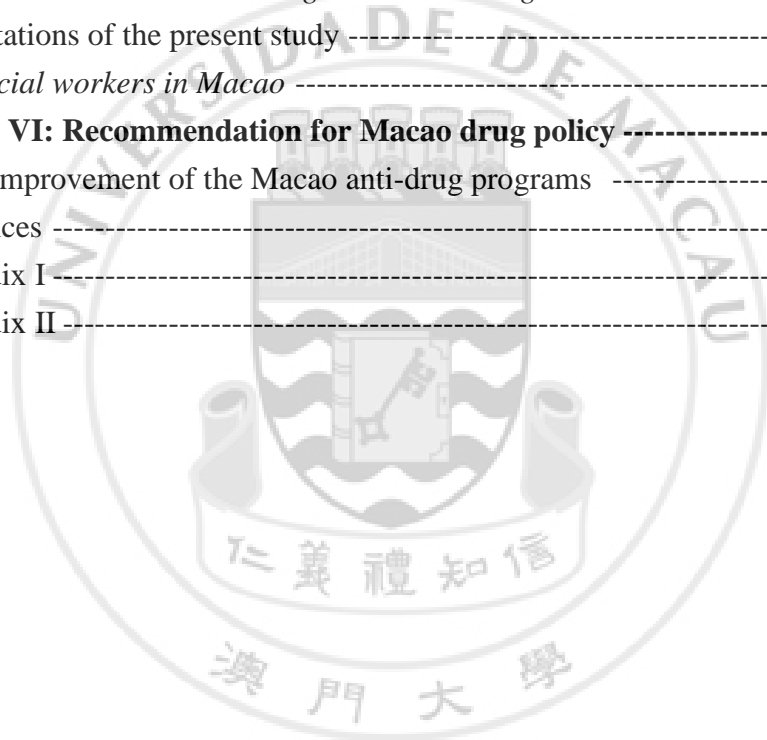 tations of the present study ------------------------------------------------
cial workers in Macao ------------------------------------------------------
VI: Recommendation for Macao drug policy ---------------
mprovement of the Macao anti-drug programs ----------------
ces --------------------------------------------------------------------------------
ix I --------------------------------------------------------------------------------
ix II -------------------------------------------------------------------------------
UNIVERSIDADE DE MACAU
仁義禮知信
澳門大學